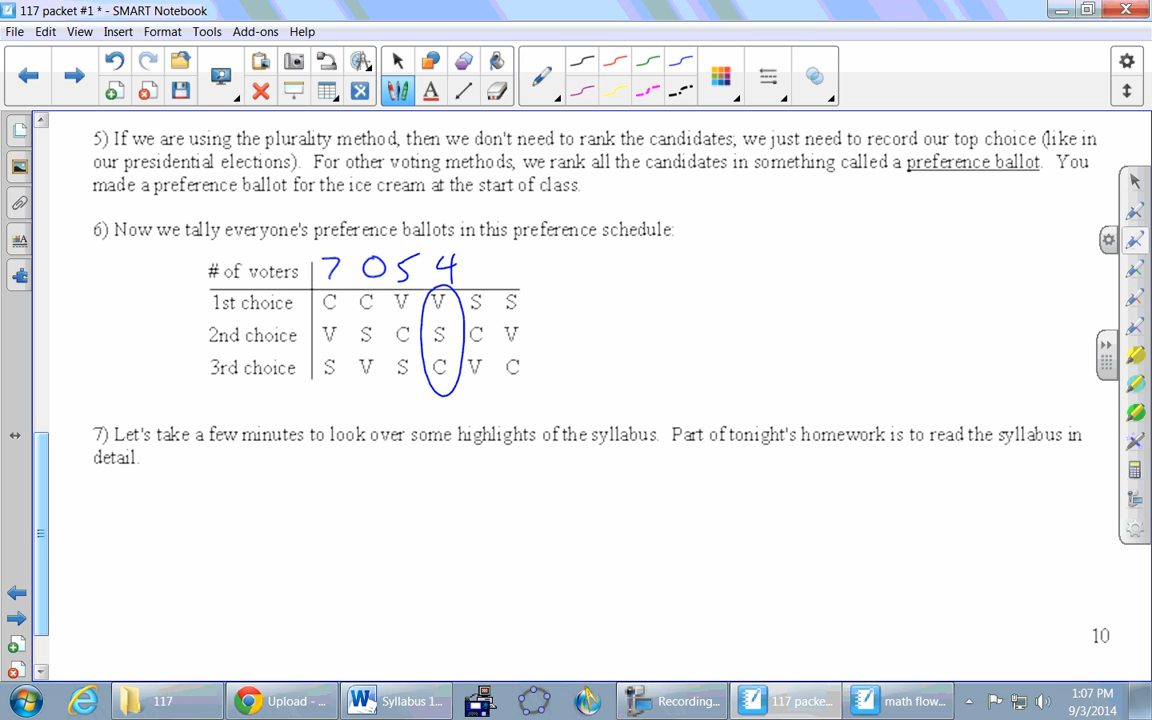 117 packet #1 * - SMART Notebook
File Edit View Insert Format Tools Add-ons Help
5) If we are using the plurality method, then we don't need to rank the candidates; we just need to record our top choice (like in
our presidential elections). For other voting methods, we rank all the candidates in something called a preference ballot. You
made a preference ballot for the ice cream at the start of class.
6) Now we tally everyone's preference ballots in this preference schedule:
# of voters 7 0 5 4
1st choice C C V V S S
2nd choice V S C S C V
3rd choice S V S C V C
7) Let's take a few minutes to look over some highlights of the syllabus. Part of tonight's homework is to read the syllabus in
detail.
10
117
Upload - ...
Syllabus 1...
Recording...
117 packe...
math flow...
1:07 PM
9/3/2014